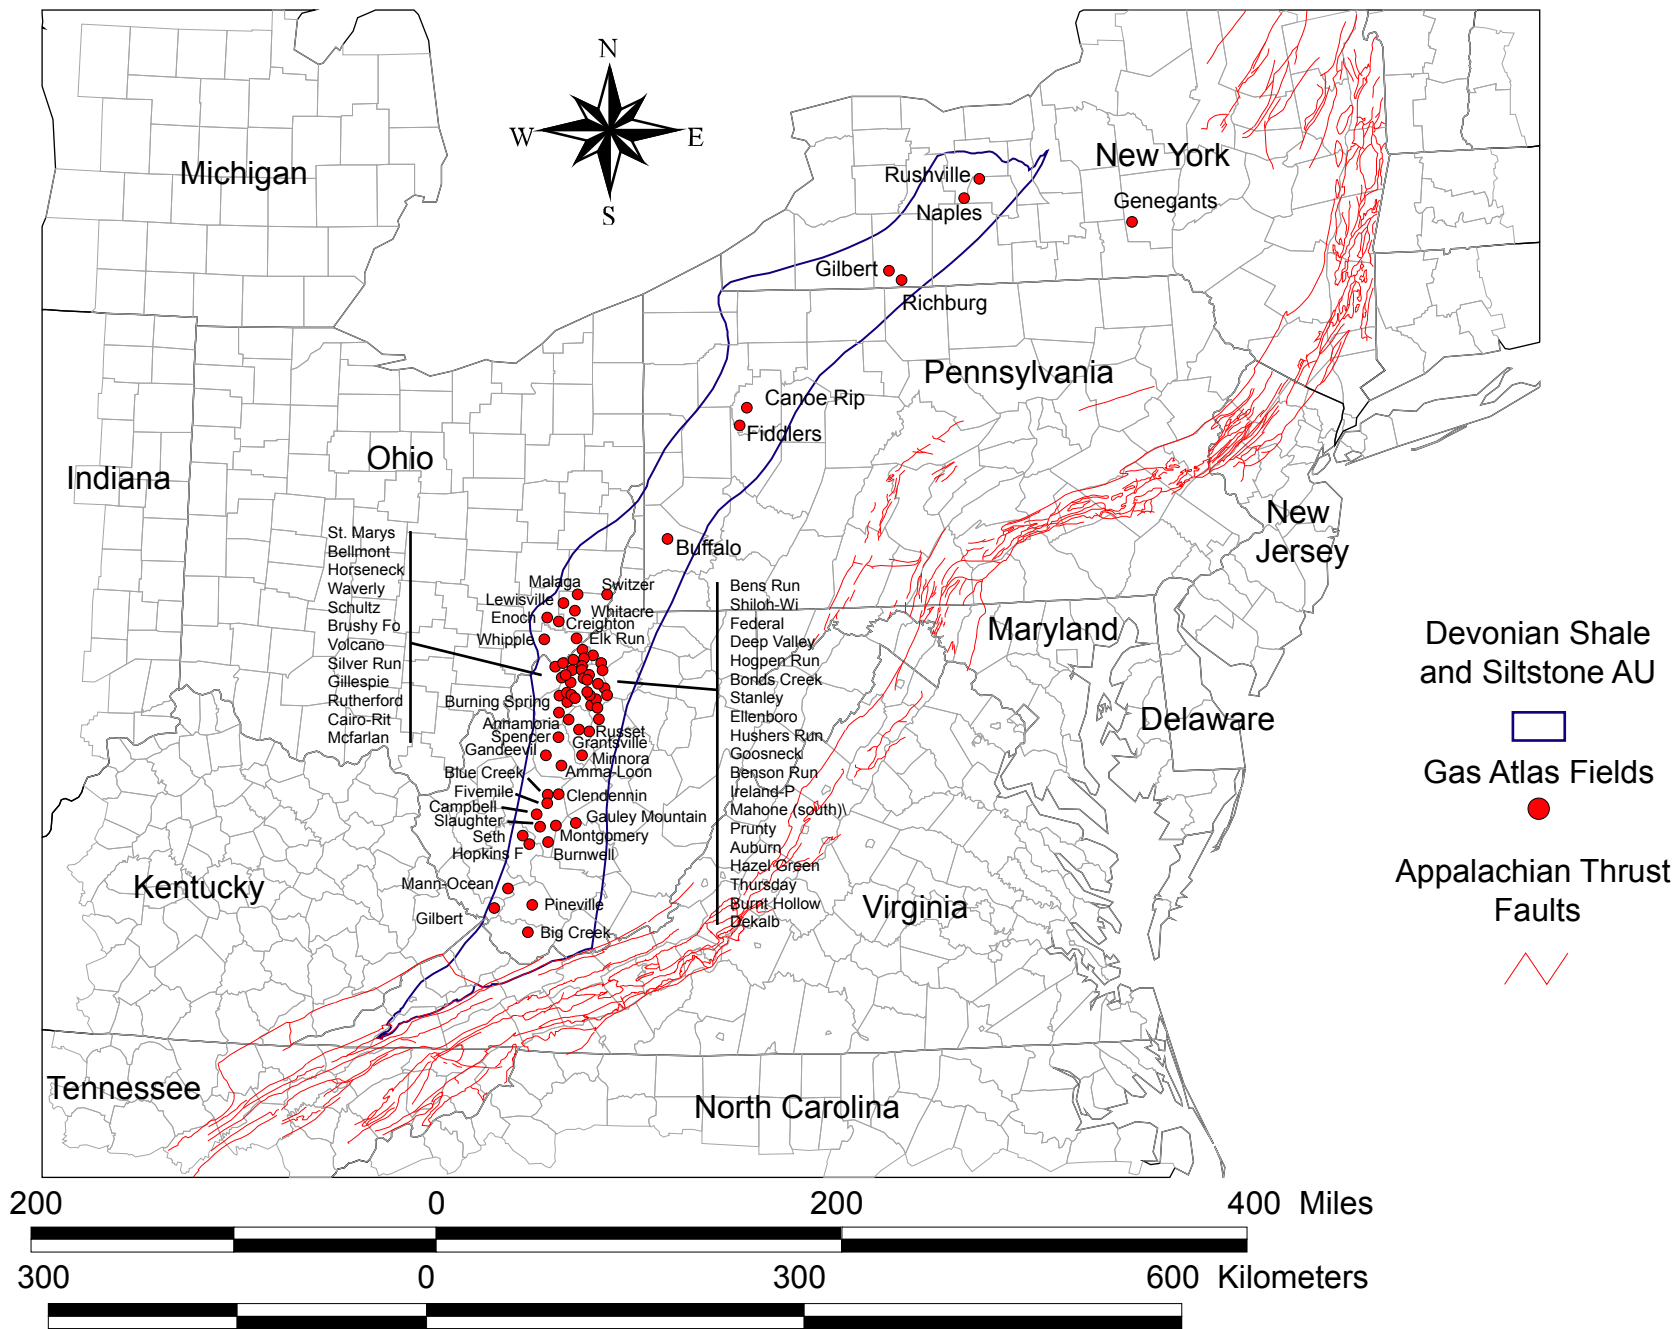 N
W
E
S
Michigan
New York
Rushville
Naples
Genegants
Gilbert
Richburg
Pennsylvania
Canoe Rip
Fiddlers
Ohio
Indiana
New
Jersey
Buffalo
St. Marys
Bellmont
Horseneck
Waverly
Schultz
Brushy Fo
Volcano
Silver Run
Gillespie
Rutherford
Cairo-Rit
Mcfarlan
Malaga
Switzer
Lewisville
Whitacre
Enoch
Creighton
Whipple
Elk Run
Burning Spring
Annamoria
Spencer
Russet
Grantsville
Gandeevil
Minnora
Amma-Loon
Blue Creek
Fivemile
Clendennin
Campbell
Slaughter
Gauley Mountain
Seth
Montgomery
Hopkins F
Burnwell
Mann-Ocean
Pineville
Gilbert
Big Creek
Bens Run
Shiloh-Wi
Federal
Deep Valley
Hogpen Run
Bonds Creek
Stanley
Ellenboro
Hushers Run
Goosneck
Benson Run
Ireland-P
Mahone (south)\
Prunty
Auburn
Hazel Green
Thursday
Burnt Hollow
Dekalb
Maryland
Delaware
Kentucky
Virginia
Tennessee
North Carolina
Devonian Shale
and Siltstone AU
Gas Atlas Fields
Appalachian Thrust
Faults
200 0 200 400 Miles
300 0 300 600 Kilometers